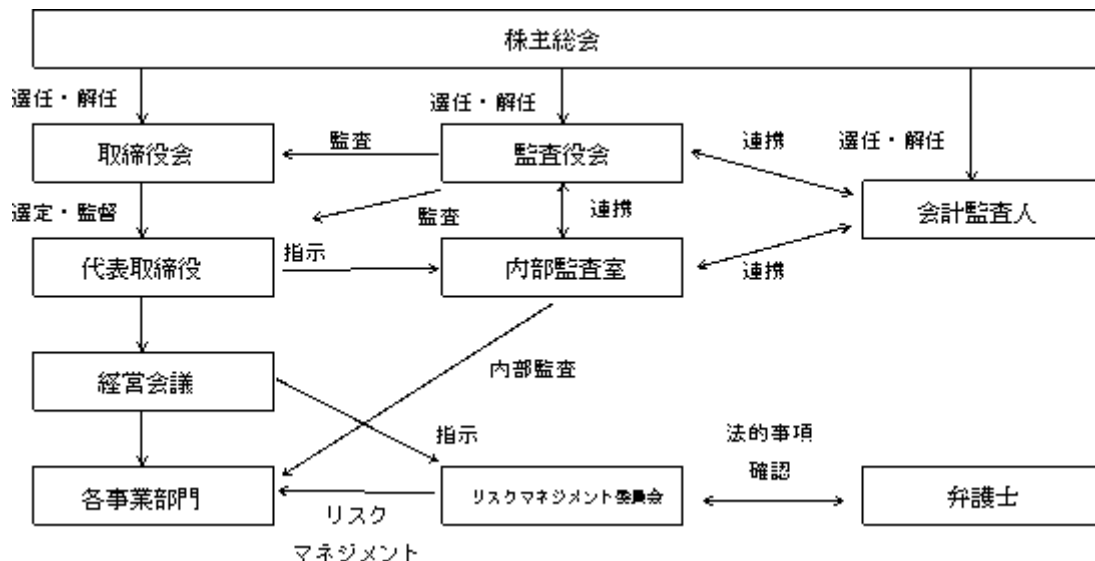 株主総会
選任・解任
選任・解任
選任・解任
取締役会
監査
監査役会
連携
会計監査人
選定・監督
監査
連携
代表取締役
指示
内部監査室
連携
経営会議
内部監査
指示
法的事項
確認
各事業部門
リスクマネジメント委員会
弁護士
リスク
マネジメント